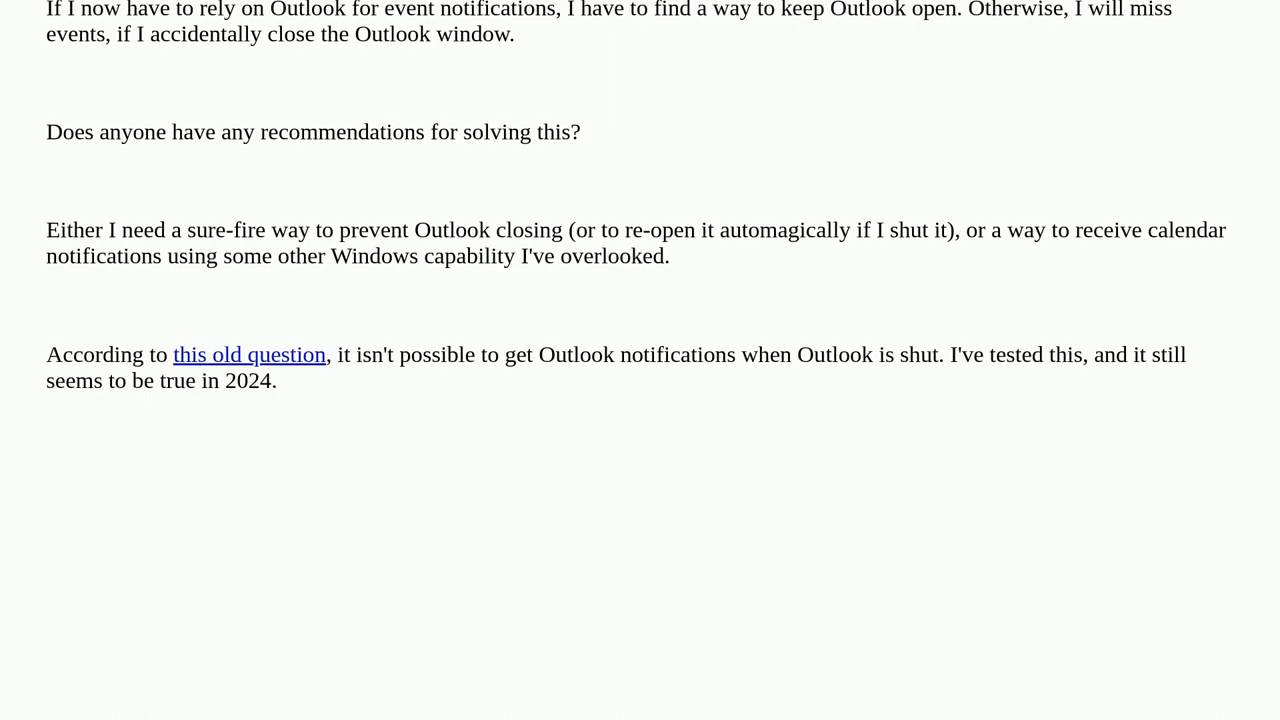 If I now have to rely on Outlook for event notifications, I have to find a way to keep Outlook open. Otherwise, I will miss
events, if I accidentally close the Outlook window.
Does anyone have any recommendations for solving this?
Either I need a sure-fire way to prevent Outlook closing (or to re-open it automagically if I shut it), or a way to receive calendar
notifications using some other Windows capability I've overlooked.
According to this old question, it isn't possible to get Outlook notifications when Outlook is shut. I've tested this, and it still
seems to be true in 2024.